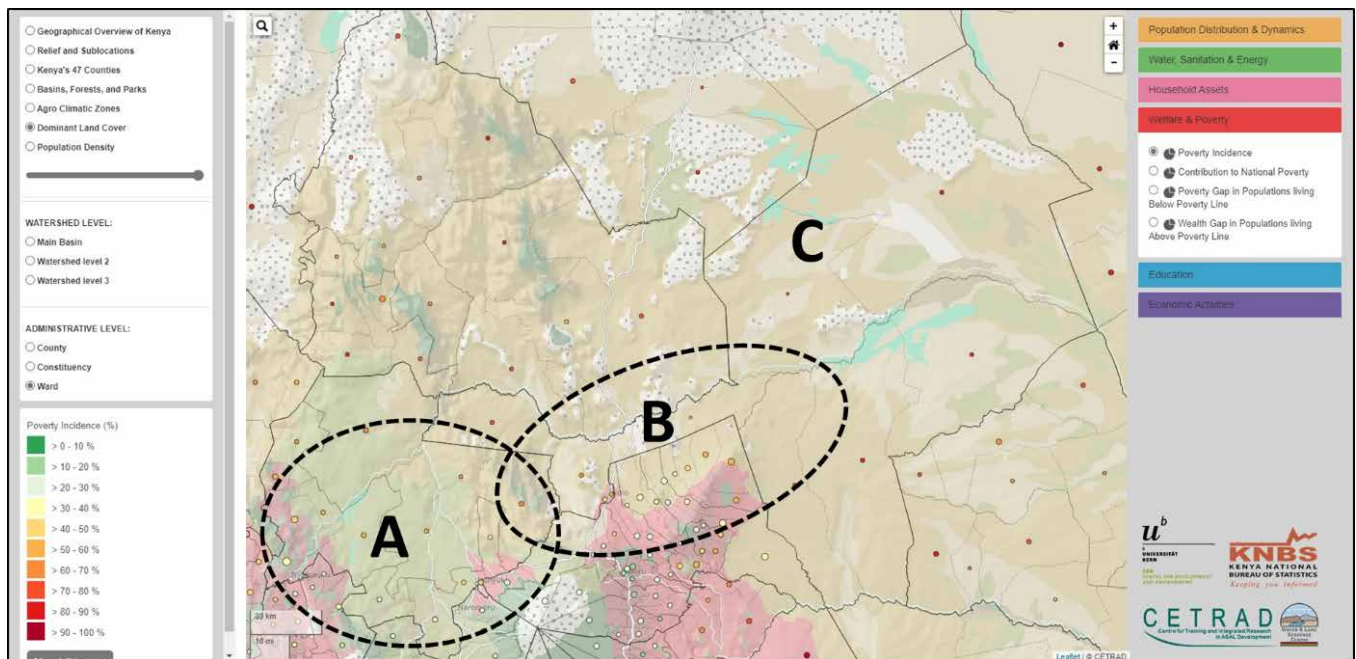 Geographical Overview of Kenya
Relief and Sublocations
Kenya's 47 Counties
Basins, Forests, and Parks
Agro Climatic Zones
Dominant Land Cover
Population Density
WATERSHED LEVEL:
Main Basin
Watershed level 2
Watershed level 3
ADMINISTRATIVE LEVEL:
County
Constituency
Ward
Poverty Incidence (%)
> 0 - 10 %
> 10 - 20 %
> 20 - 30 %
> 30 - 40 %
> 40 - 50 %
> 50 - 60 %
> 60 - 70 %
> 70 - 80 %
> 80 - 90 %
> 90 - 100 %
+
−
C
B
A
10 mi
Leaflet | © CETRAD
Population Distribution & Dynamics
Water, Sanitation & Energy
Household Assets
Welfare & Poverty
Poverty Incidence
Contribution to National Poverty
Poverty Gap in Populations living
Below Poverty Line
Wealth Gap in Populations living
Above Poverty Line
Education
Economic Activities
u b
UNIVERSITÄT
BERN
KNBS
KENYA NATIONAL
BUREAU OF STATISTICS
Keeping you informed
CETRAD
Centre for Training and Integrated Research
in ASAL Development